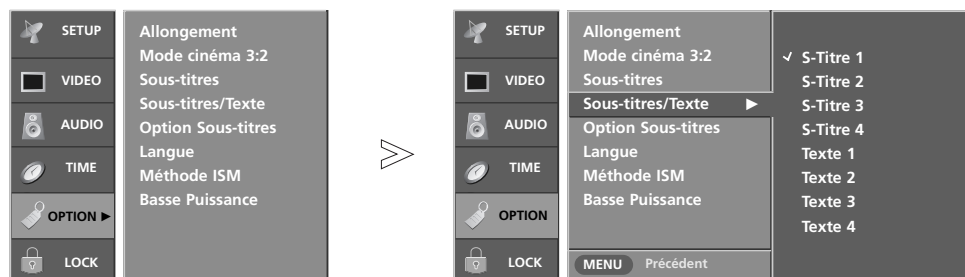 SETUP
VIDEO
AUDIO
TIME
OPTION ►
LOCK
Allongement
Mode cinéma 3:2
Sous-titres
Sous-titres/Texte
Option Sous-titres
Langue
Méthode ISM
Basse Puissance
SETUP
VIDEO
AUDIO
TIME
OPTION
LOCK
Allongement
Mode cinéma 3:2
Sous-titres
Sous-titres/Texte ►
Option Sous-titres
Langue
Méthode ISM
Basse Puissance
MENU Précédent
✓ S-Titre 1
S-Titre 2
S-Titre 3
S-Titre 4
Texte 1
Texte 2
Texte 3
Texte 4